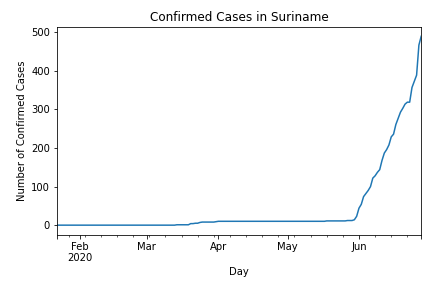 Confirmed Cases in Suriname
Number of Confirmed Cases
500
400
300
200
100
0
Feb Mar Apr May Jun
2020
Day